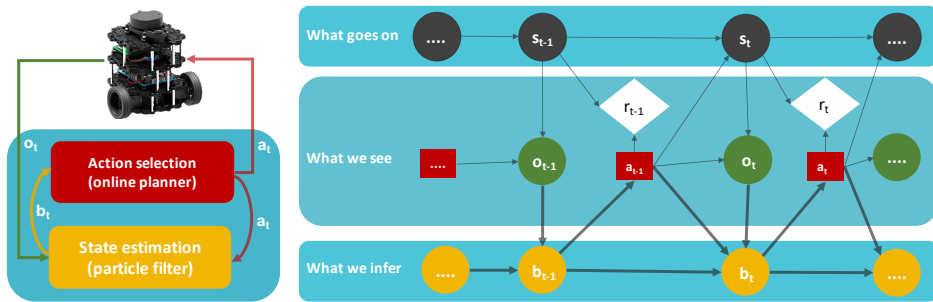 o_t
a_t
Action selection
(online planner)
b_t
a_t
State estimation
(particle filter)
What goes on
....
s_t-1
s_t
....
r_t-1
r_t
What we see
....
o_t-1
a_t-1
o_t
a_t
....
What we infer
....
b_t-1
b_t
....